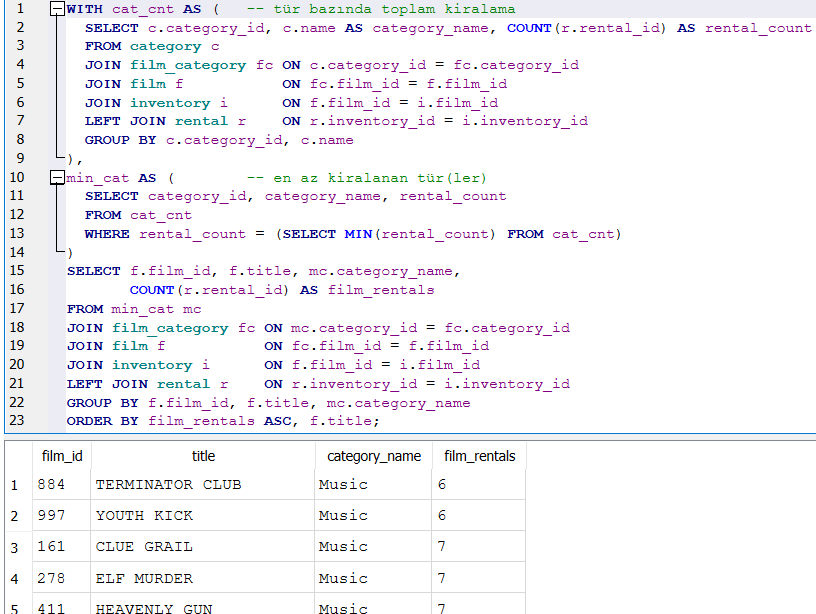 1 WITH cat_cnt AS (   -- tür bazında toplam kiralama
2   SELECT c.category_id, c.name AS category_name, COUNT(r.rental_id) AS rental_count
3   FROM category c
4   JOIN film_category fc ON c.category_id = fc.category_id
5   JOIN film f           ON fc.film_id = f.film_id
6   JOIN inventory i      ON f.film_id = i.film_id
7   LEFT JOIN rental r    ON r.inventory_id = i.inventory_id
8   GROUP BY c.category_id, c.name
9 ),
10 min_cat AS (        -- en az kiralanan tür(ler)
11   SELECT category_id, category_name, rental_count
12   FROM cat_cnt
13   WHERE rental_count = (SELECT MIN(rental_count) FROM cat_cnt)
14 )
15 SELECT f.film_id, f.title, mc.category_name,
16        COUNT(r.rental_id) AS film_rentals
17 FROM min_cat mc
18 JOIN film_category fc ON mc.category_id = fc.category_id
19 JOIN film f           ON fc.film_id = f.film_id
20 JOIN inventory i      ON f.film_id = i.film_id
21 LEFT JOIN rental r    ON r.inventory_id = i.inventory_id
22 GROUP BY f.film_id, f.title, mc.category_name
23 ORDER BY film_rentals ASC, f.title;
film_id title category_name film_rentals
1 884 TERMINATOR CLUB Music 6
2 997 YOUTH KICK Music 6
3 161 CLUE GRAIL Music 7
4 278 ELF MURDER Music 7
5 411 HEAVENLY GUN Music 7